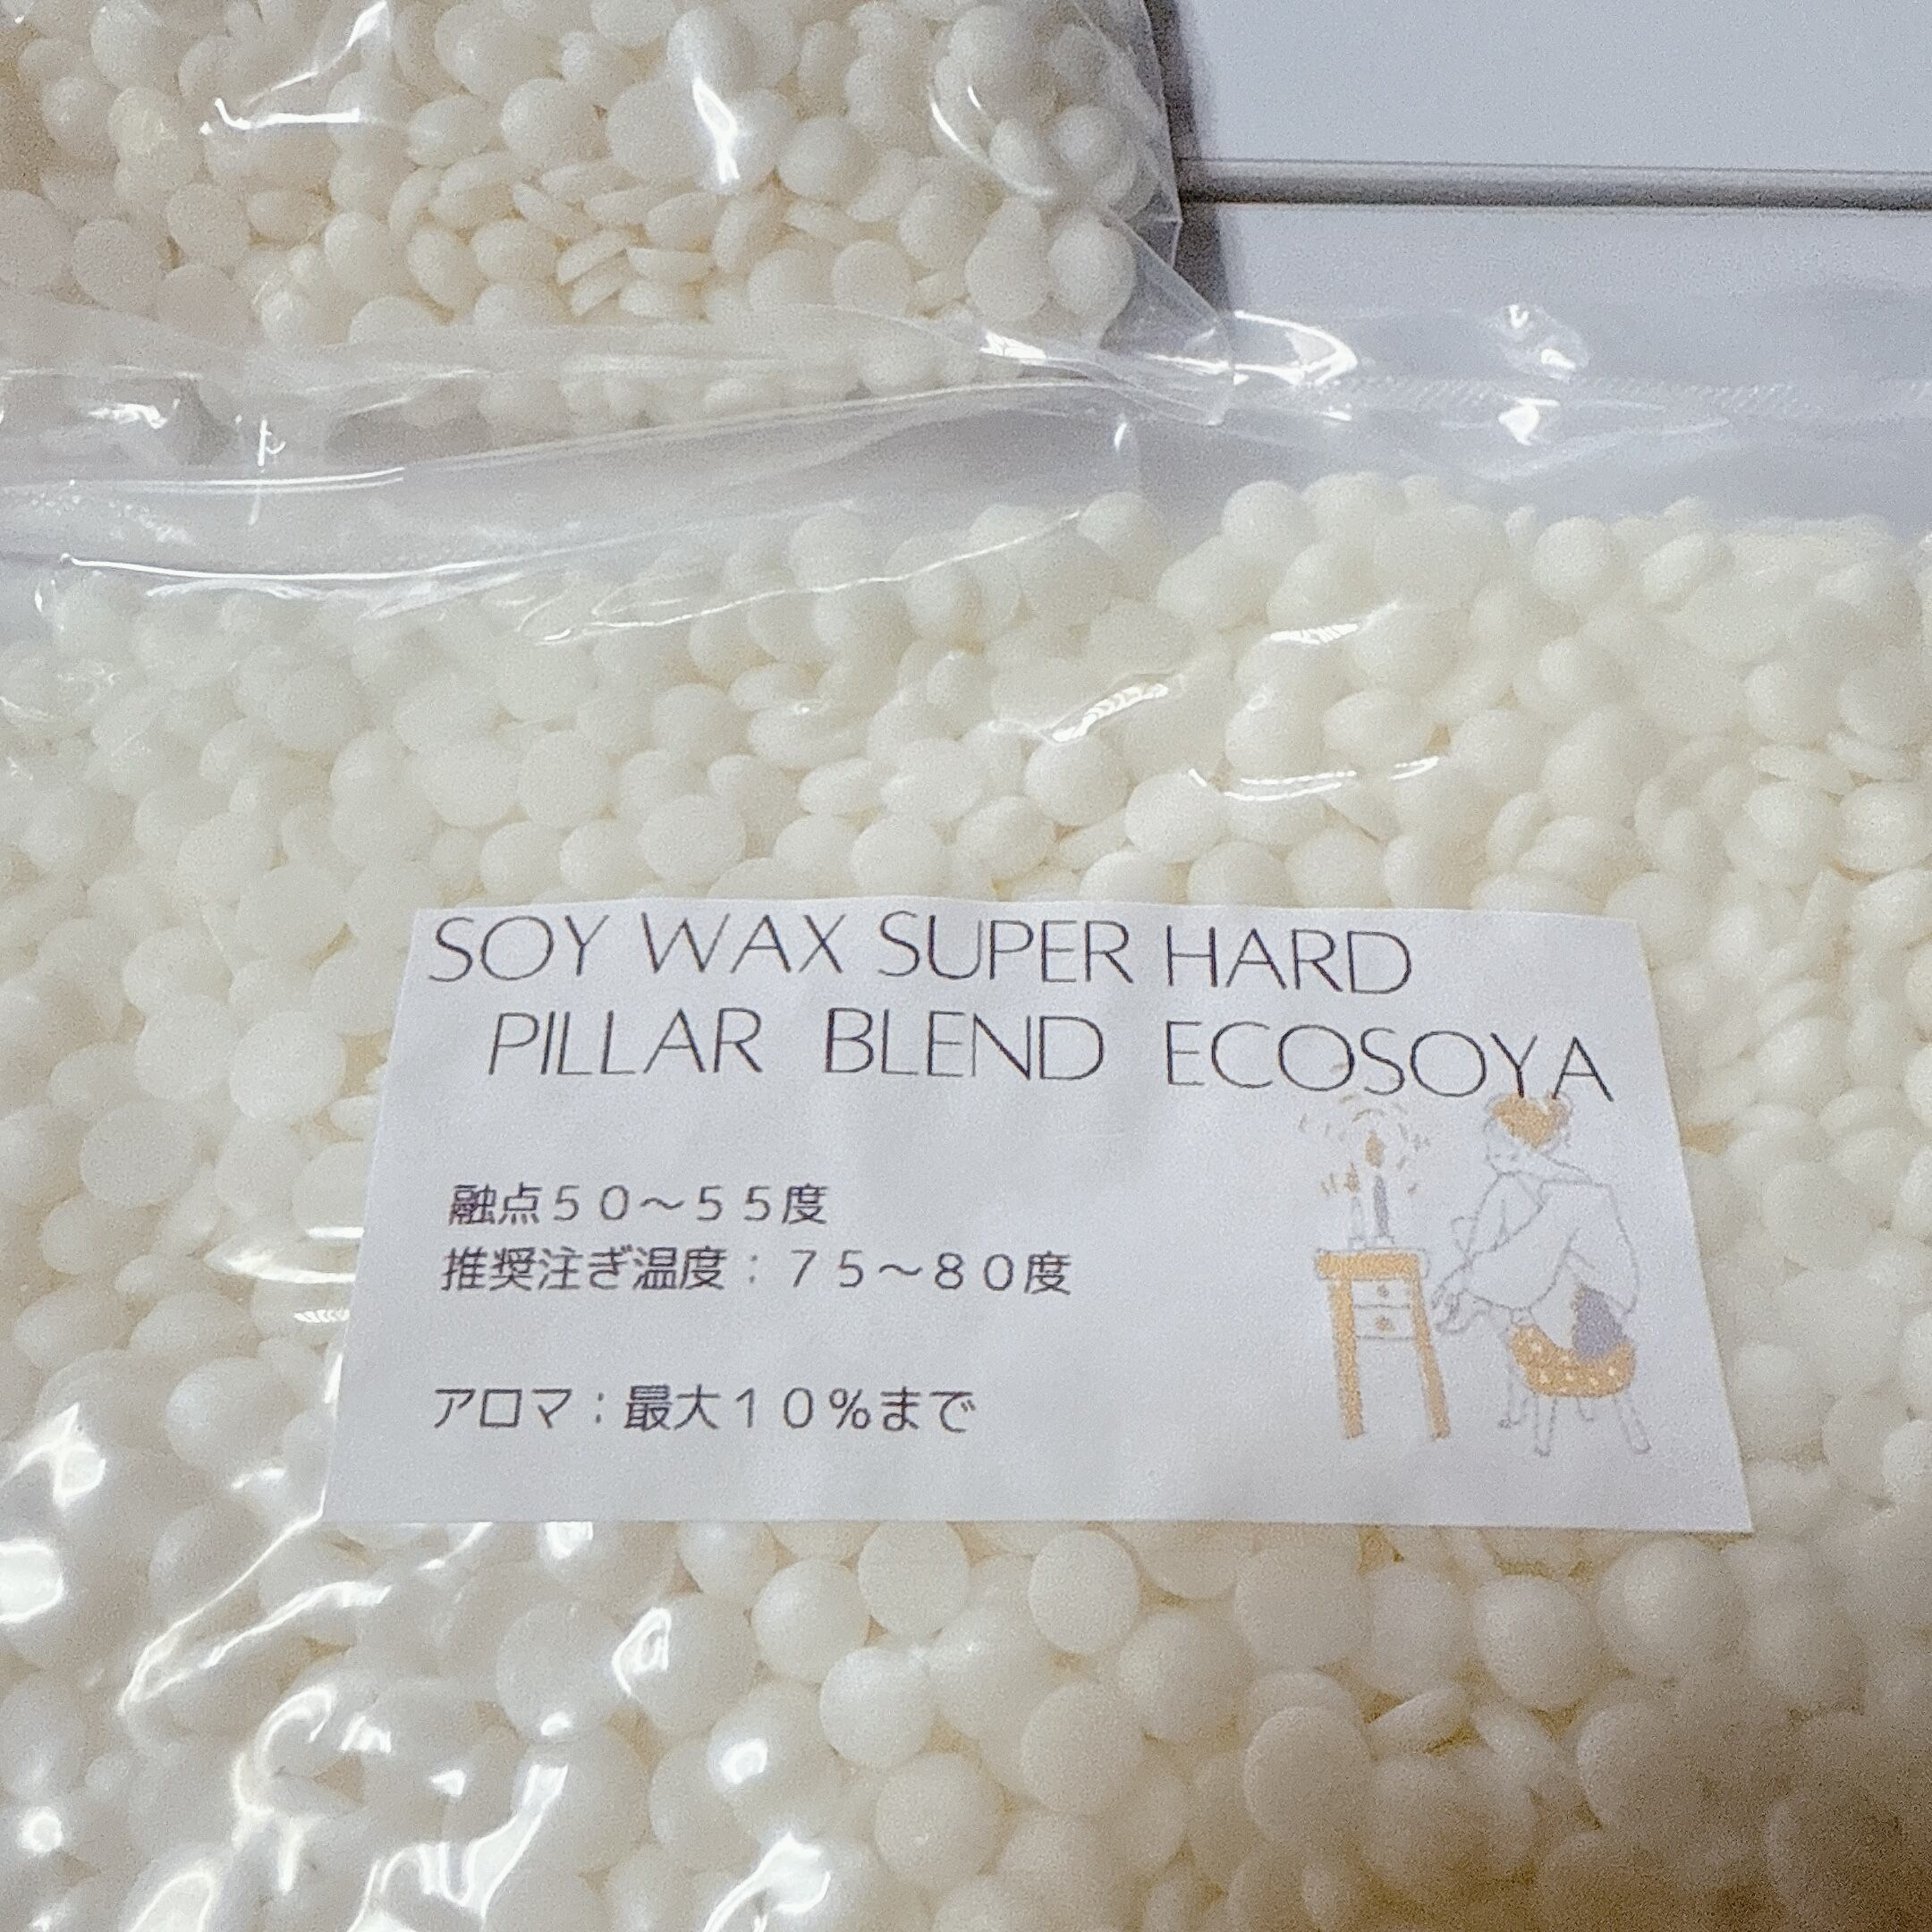 SOY WAX SUPER HARD
PILLAR BLEND ECOSOYA
融点５０～５５度
推奨注ぎ温度：７５～８０度
アロマ：最大１０％まで